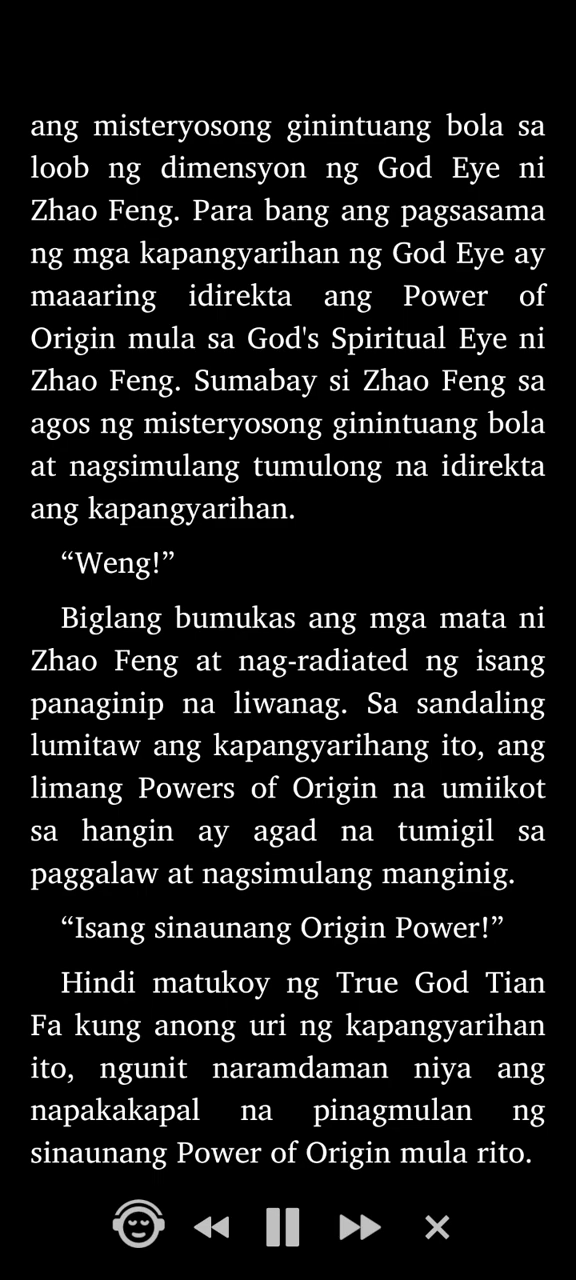 ang misteryosong ginintuang bola sa
loob ng dimensyon ng God Eye ni
Zhao Feng. Para bang ang pagsasama
ng mga kapangyarihan ng God Eye ay
maaaring idirekta ang Power of
Origin mula sa God's Spiritual Eye ni
Zhao Feng. Sumabay si Zhao Feng sa
agos ng misteryosong ginintuang bola
at nagsimulang tumulong na idirekta
ang kapangyarihan.
“Weng!”
Biglang bumukas ang mga mata ni
Zhao Feng at nag-radiated ng isang
panaginip na liwanag. Sa sandaling
lumitaw ang kapangyarihang ito, ang
limang Powers of Origin na umiikot
sa hangin ay agad na tumigil sa
paggalaw at nagsimulang manginig.
“Isang sinaunang Origin Power!”
Hindi matukoy ng True God Tian
Fa kung anong uri ng kapangyarihan
ito, ngunit naramdaman niya ang
napakakapal na pinagmulan ng
sinaunang Power of Origin mula rito.